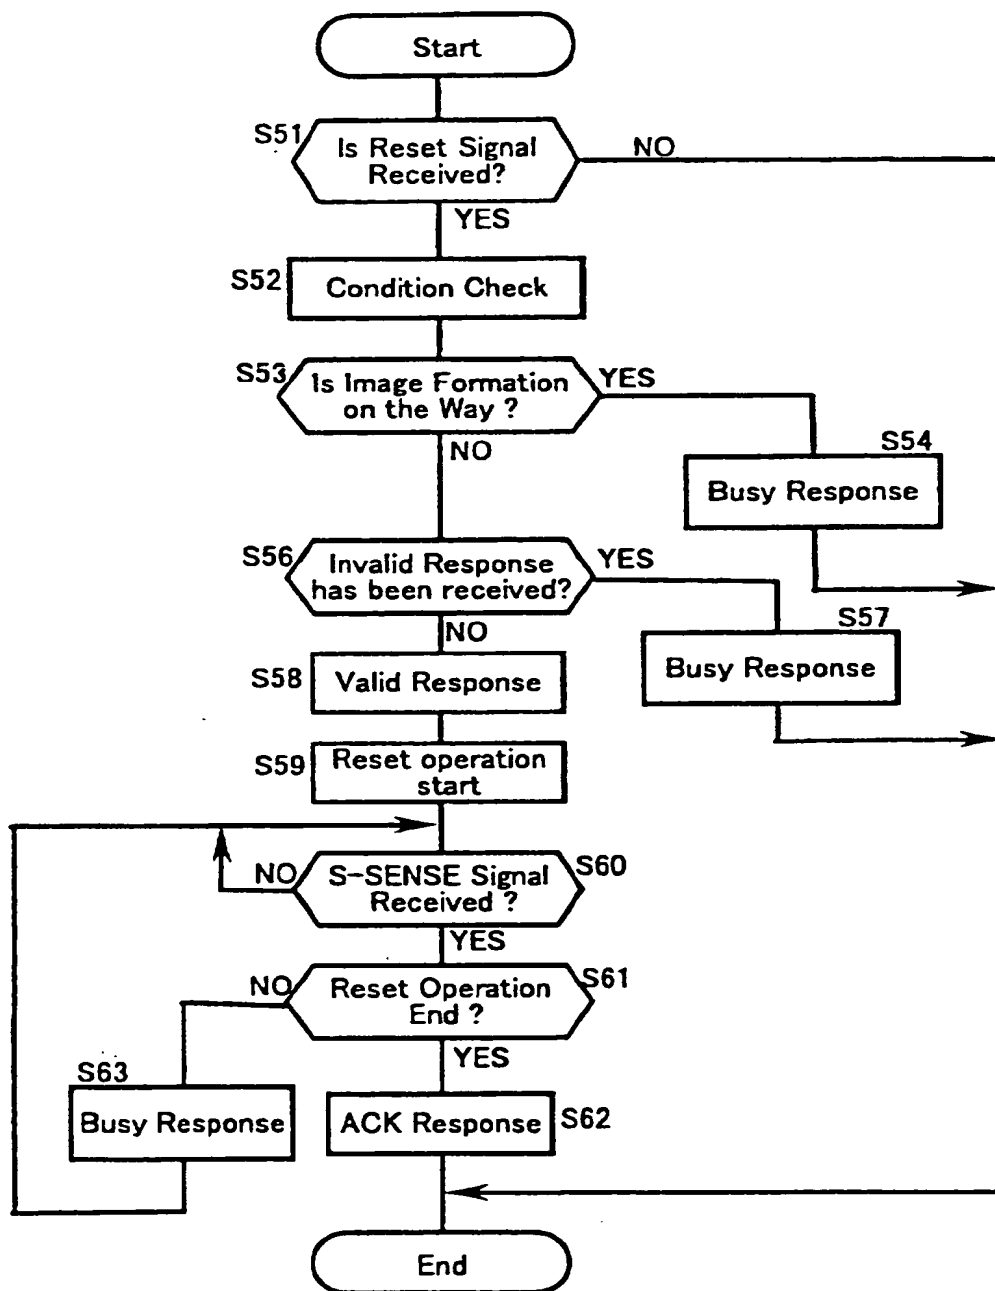 Start
S51
Is Reset Signal
Received?
NO
YES
S52
Condition Check
S53
Is Image Formation
on the Way ?
YES
NO
S54
Busy Response
S56
Invalid Response
has been received?
YES
NO
S57
Busy Response
S58
Valid Response
S59
Reset operation
start
NO
S-SENSE Signal
Received ?
S60
YES
NO
Reset Operation
End ?
S61
YES
S63
Busy Response
ACK Response
S62
End